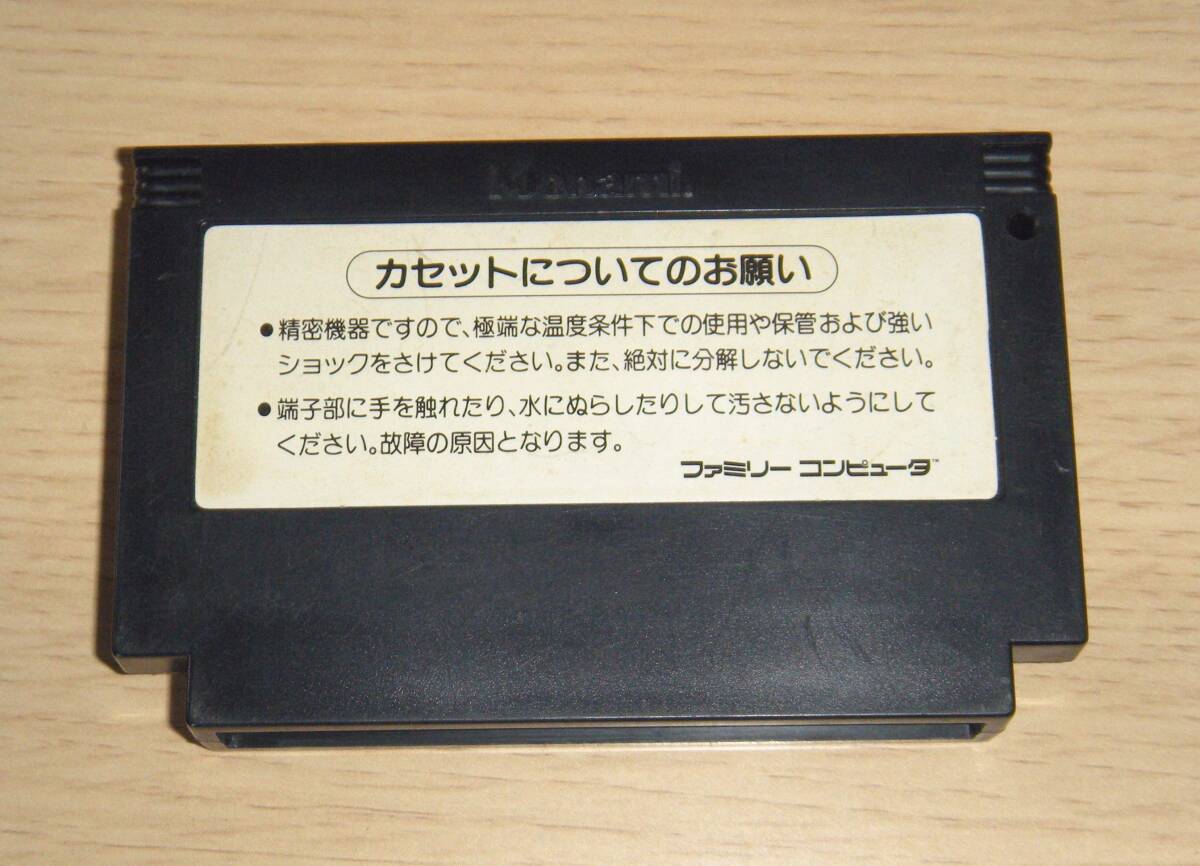 Konami
カセットについてのお願い
●精密機器ですので、極端な温度条件下での使用や保管および強い
ショックをさけてください。また、絶対に分解しないでください。
●端子部に手を触れたり、水にぬらしたりして汚さないようにして
ください。故障の原因となります。
ファミリー コンピュータ™